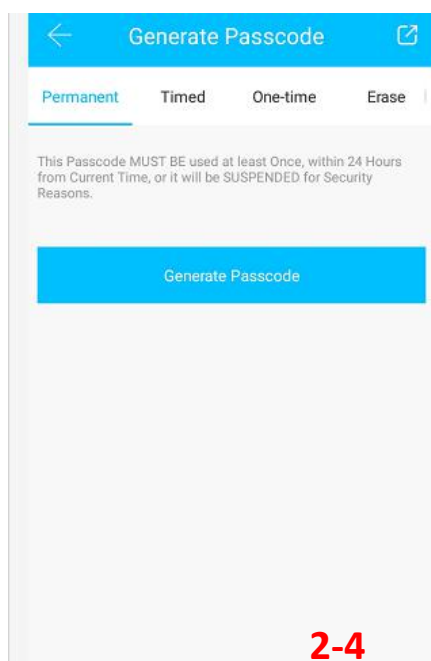 Generate Passcode
Permanent Timed One-time Erase
This Passcode MUST BE used at least Once, within 24 Hours
from Current Time, or it will be SUSPENDED for Security
Reasons.
Generate Passcode
2-4